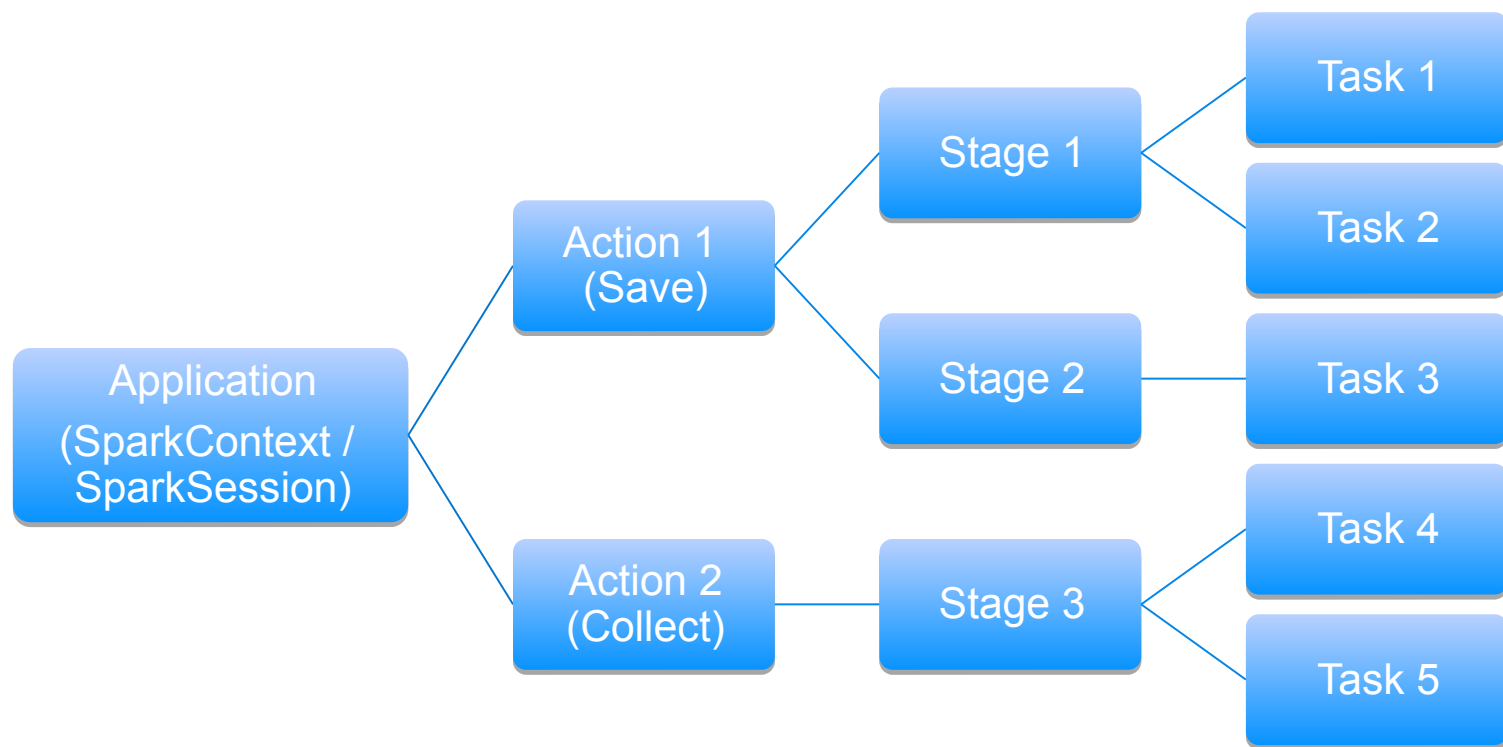 Application
(SparkContext /
SparkSession)
Action 1
(Save)
Action 2
(Collect)
Stage 1
Stage 2
Stage 3
Task 1
Task 2
Task 3
Task 4
Task 5